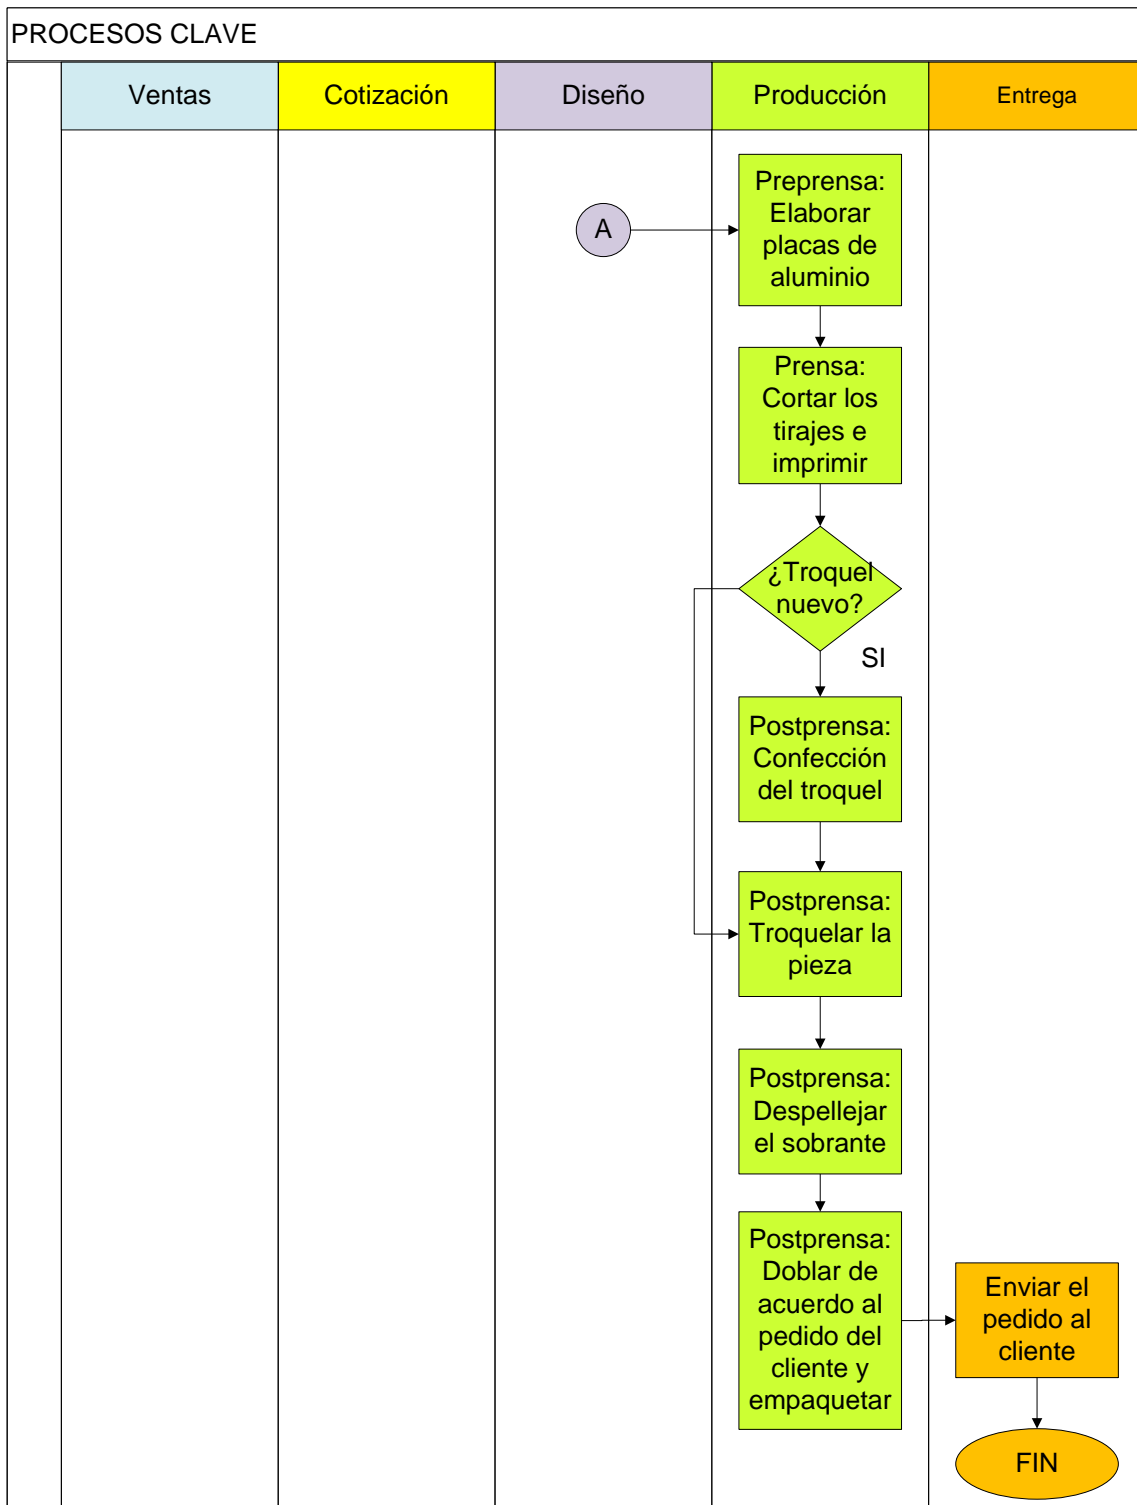 PROCESOS CLAVE
Ventas
Cotización
Diseño
Producción
Entrega
A
Preprensa:
Elaborar
placas de
aluminio
Prensa:
Cortar los
tirajes e
imprimir
¿Troquel
nuevo?
SI
Postprensa:
Confección
del troquel
Postprensa:
Troquelar la
pieza
Postprensa:
Despellejar
el sobrante
Postprensa:
Doblar de
acuerdo al
pedido del
cliente y
empaquetar
Enviar el
pedido al
cliente
FIN